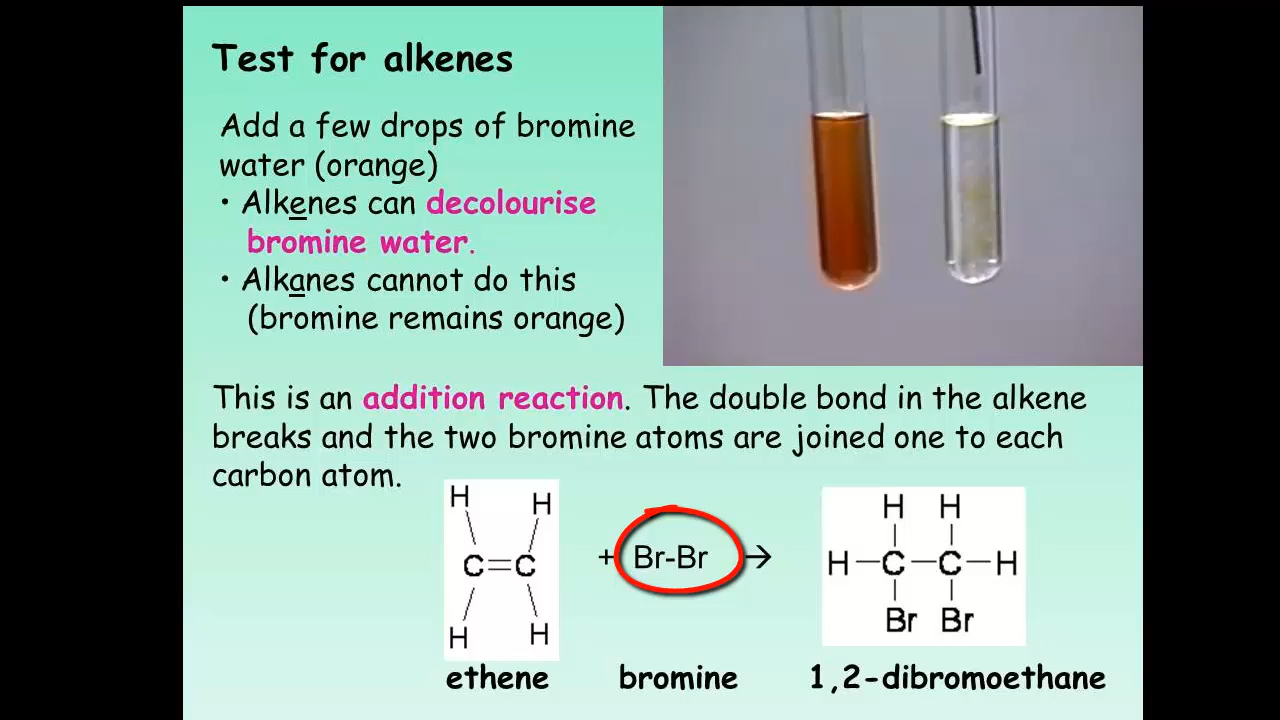 Test for alkenes
Add a few drops of bromine
water (orange)
• Alkenes can decolourise
bromine water.
• Alkanes cannot do this
(bromine remains orange)
This is an addition reaction. The double bond in the alkene
breaks and the two bromine atoms are joined one to each
carbon atom.
H H
C=C
H H
+ Br-Br →
H H
H-C-C-H
Br Br
ethene bromine 1,2-dibromoethane